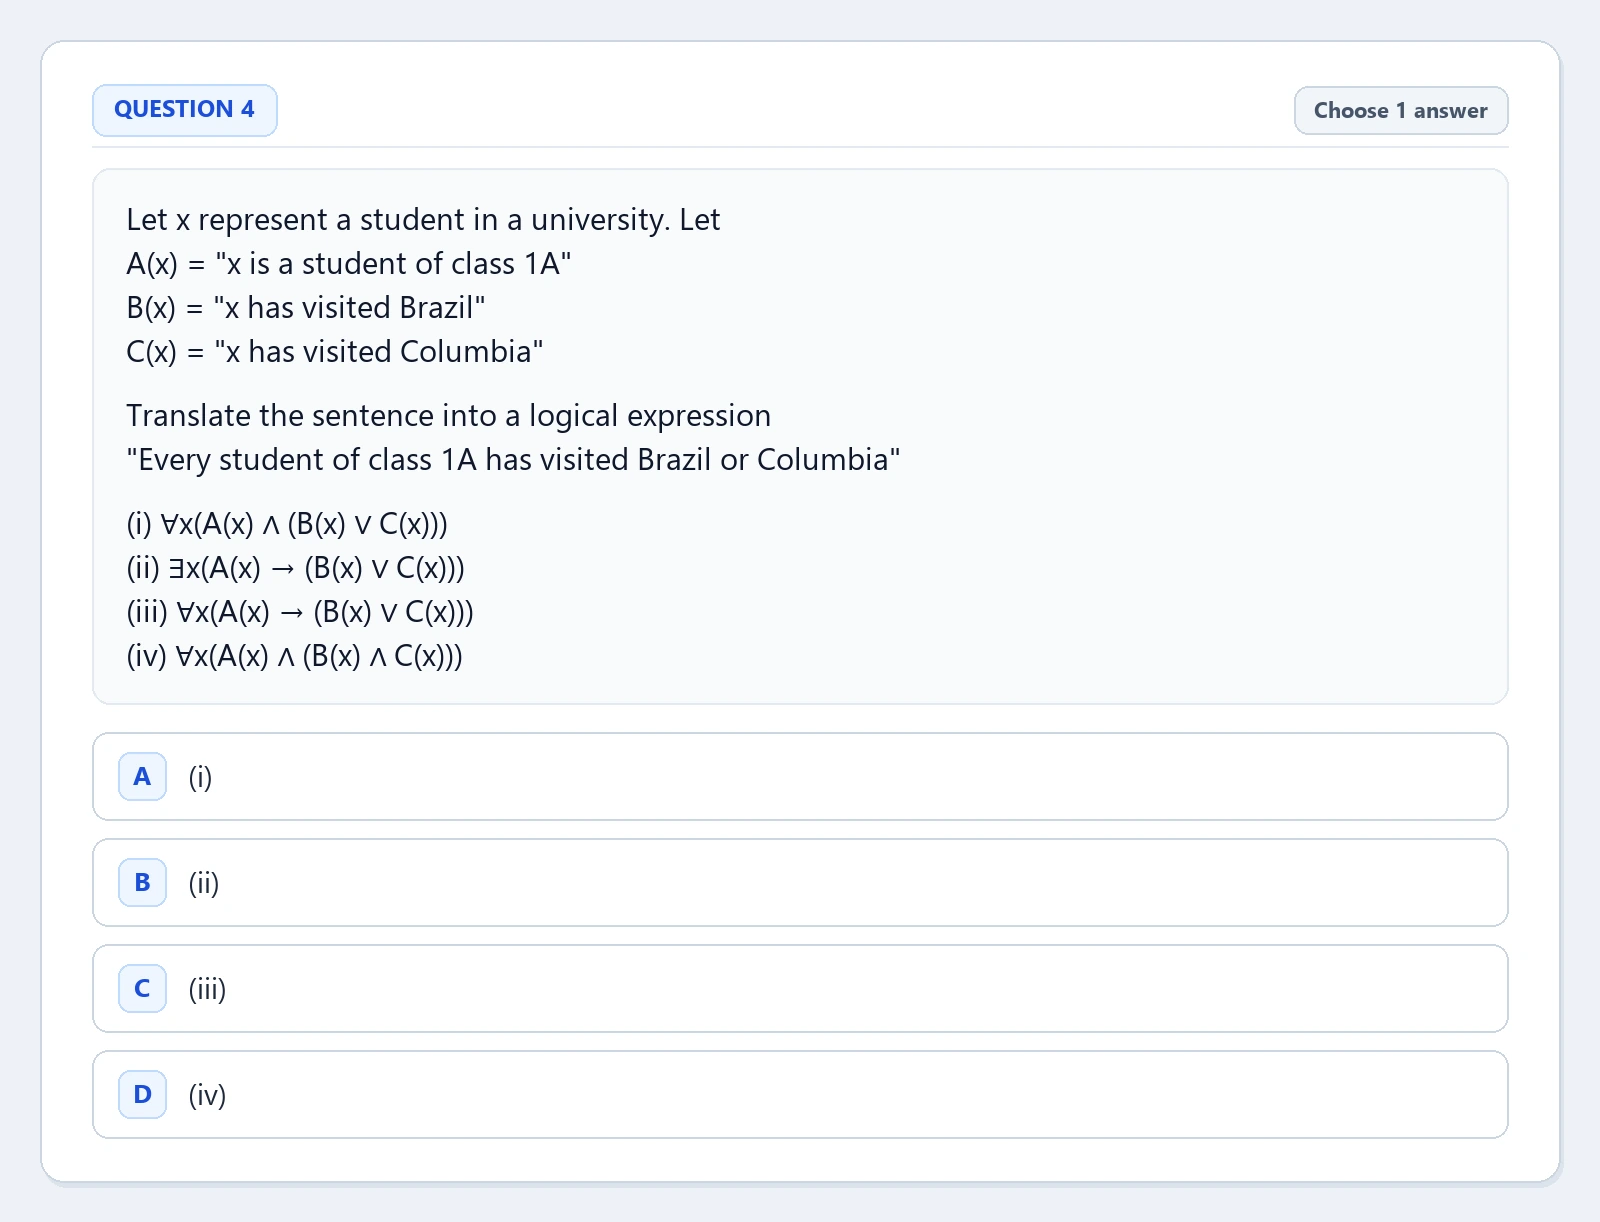 QUESTION 4
Choose 1 answer
Let x represent a student in a university. Let
A(x) = "x is a student of class 1A"
B(x) = "x has visited Brazil"
C(x) = "x has visited Columbia"
Translate the sentence into a logical expression
"Every student of class 1A has visited Brazil or Columbia"
(i) ∀x(A(x) ∧ (B(x) ∨ C(x)))
(ii) ∃x(A(x) → (B(x) ∨ C(x)))
(iii) ∀x(A(x) → (B(x) ∨ C(x)))
(iv) ∀x(A(x) ∧ (B(x) ∧ C(x)))
A (i)
B (ii)
C (iii)
D (iv)